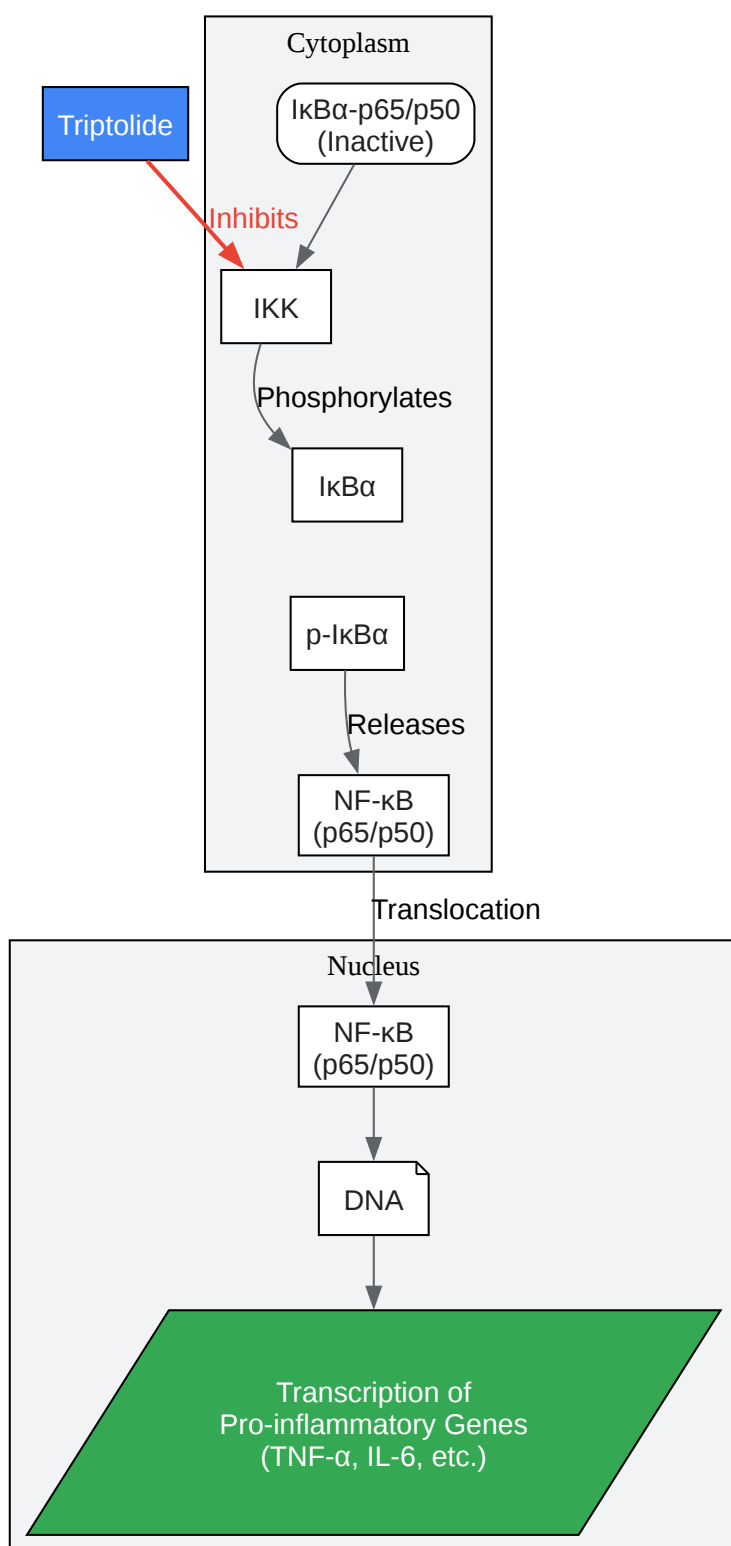 Cytoplasm
Triptolide
IκBα-p65/p50
(Inactive)
Inhibits
IKK
Phosphorylates
IκBα
p-IκBα
Releases
NF-κB
(p65/p50)
Translocation
Nucleus
NF-κB
(p65/p50)
DNA
Transcription of
Pro-inflammatory Genes
(TNF-α, IL-6, etc.)